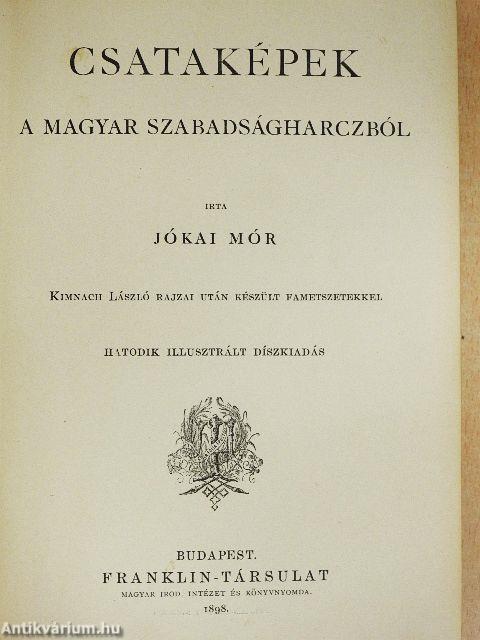 CSATAKÉPEK
A MAGYAR SZABADSÁGHARCZBÓL
IRTA
JÓKAI MÓR
KIMNACH LÁSZLÓ RAJZAI UTÁN KÉSZÜLT FAMETSZETEKKEL
HATODIK ILLUSZTRÁLT DÍSZKIADÁS
BUDAPEST.
FRANKLIN-TÁRSULAT
MAGYAR IROD. INTÉZET ÉS KÖNYVNYOMDA.
1898.
Antikvárium.hu